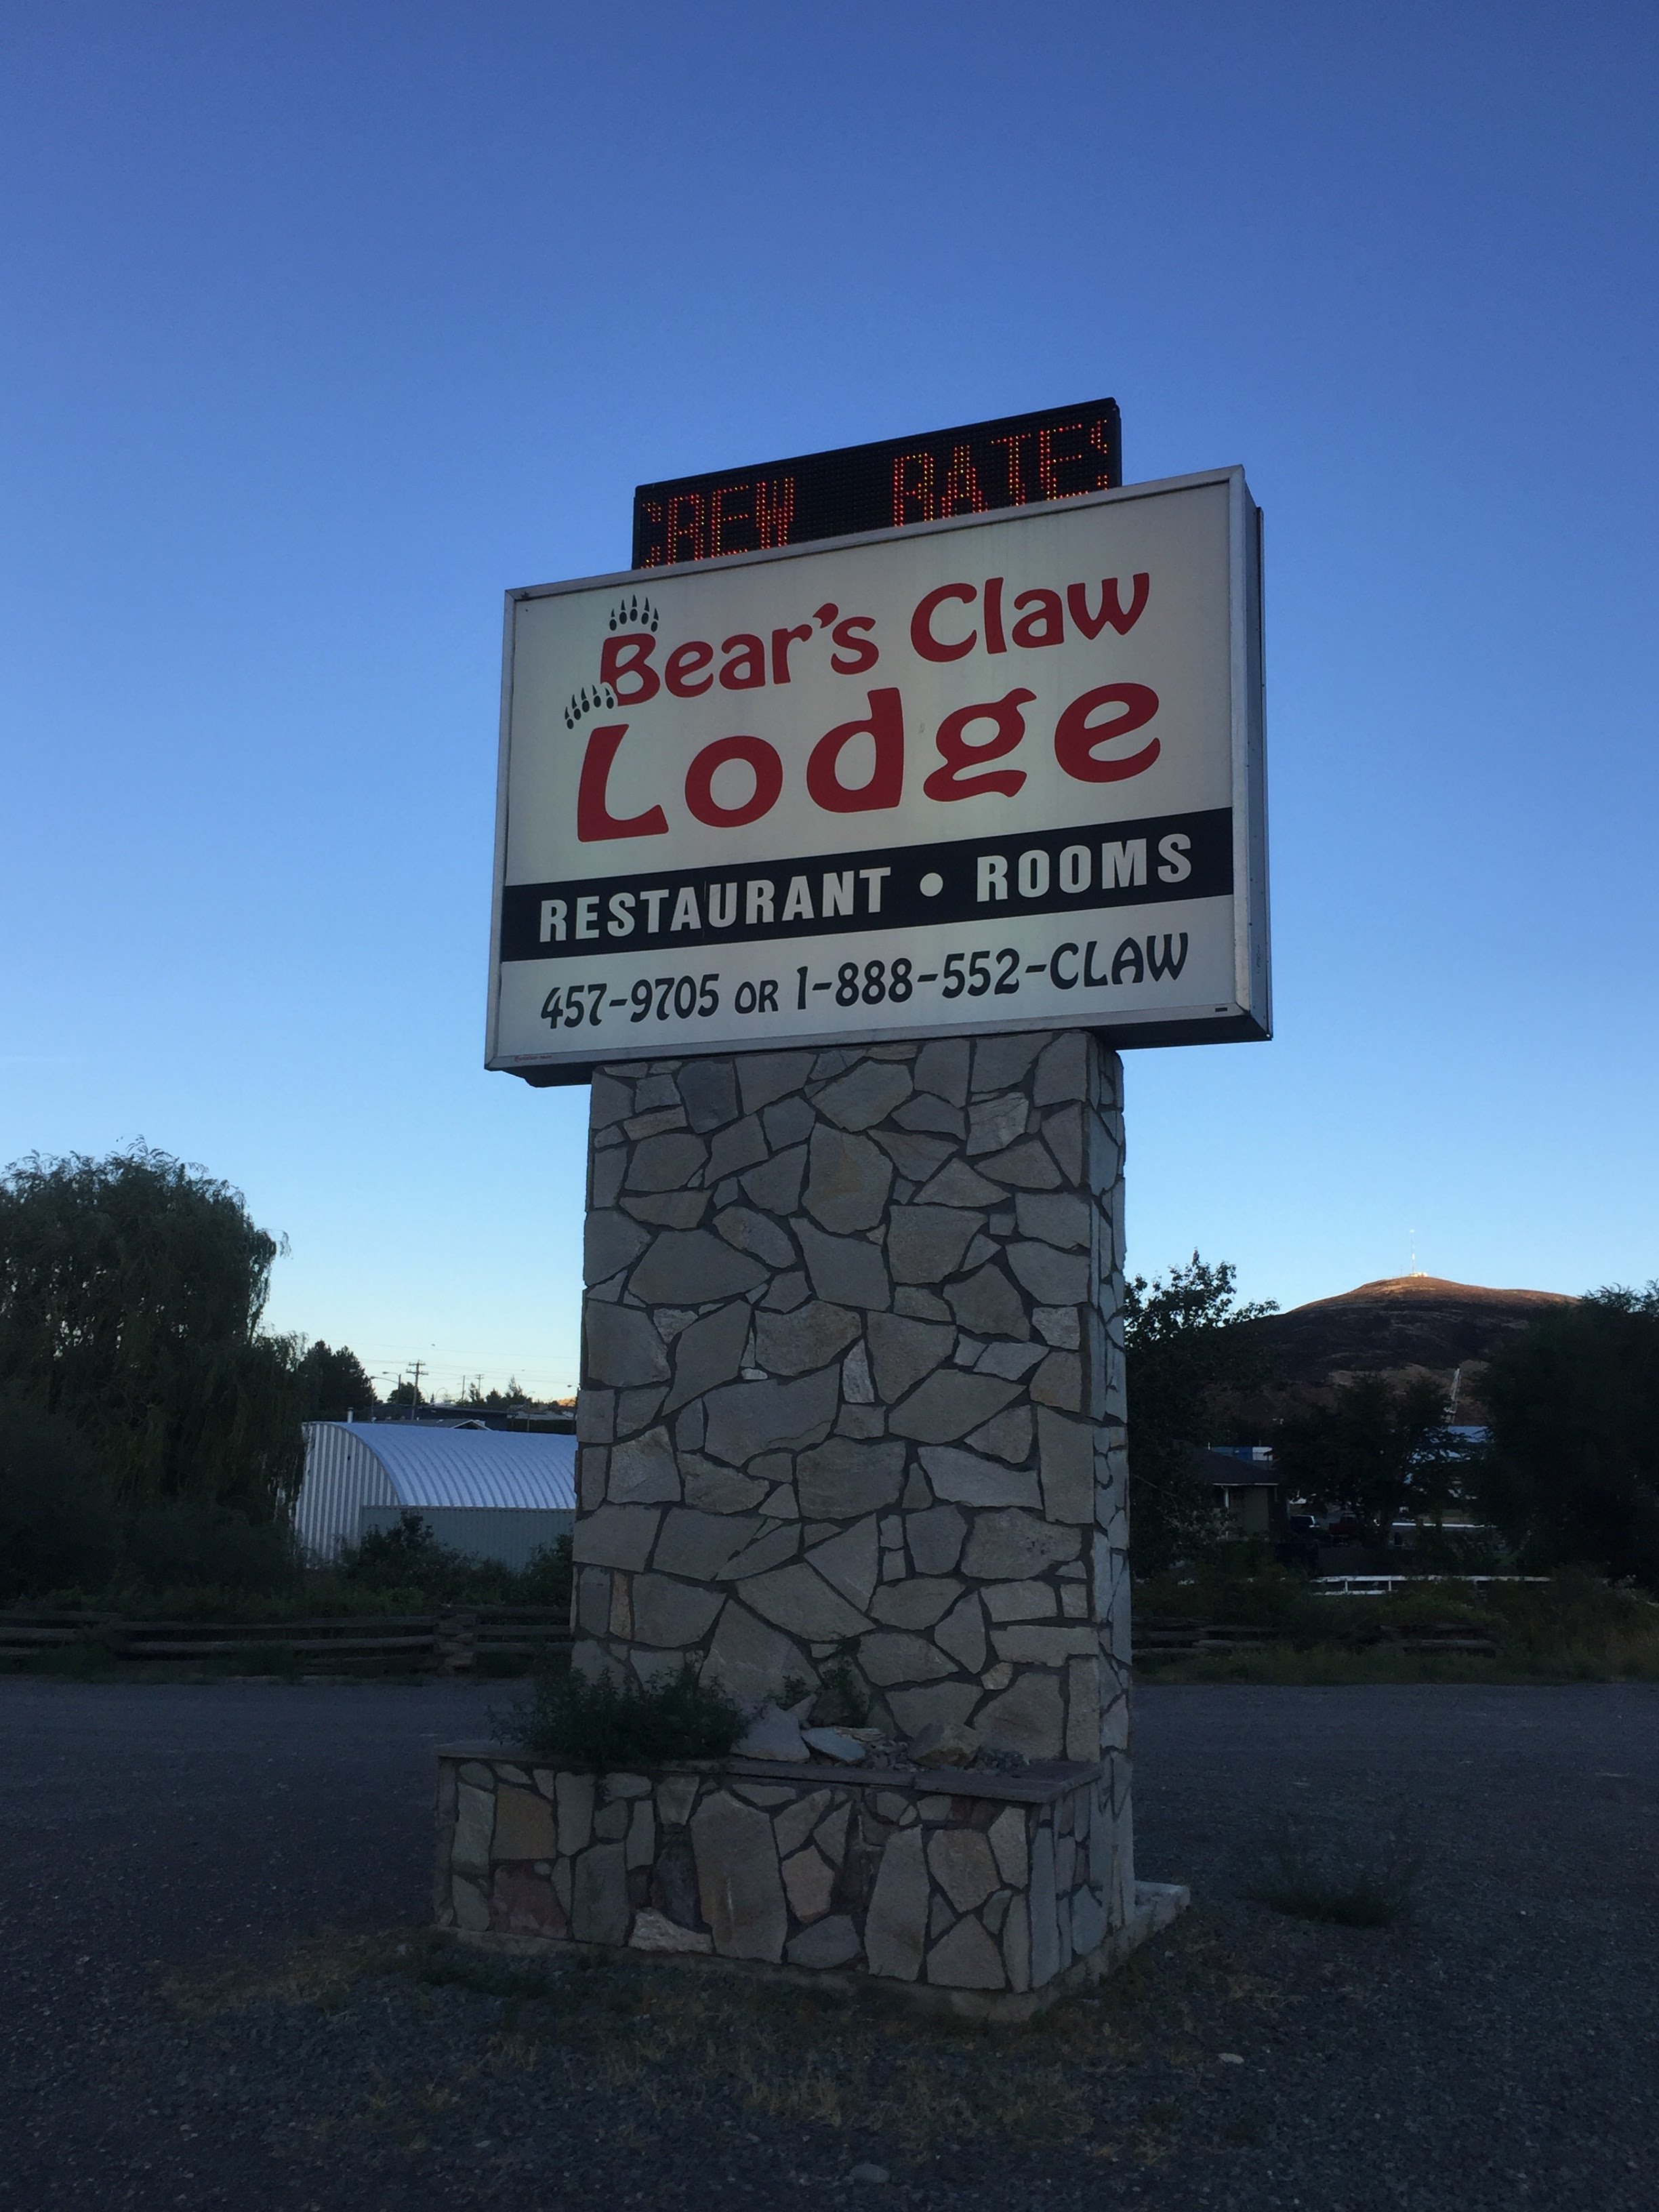 CREW RATES
Bear's Claw
Lodge
RESTAURANT • ROOMS
457-9705 OR 1-888-552-CLAW